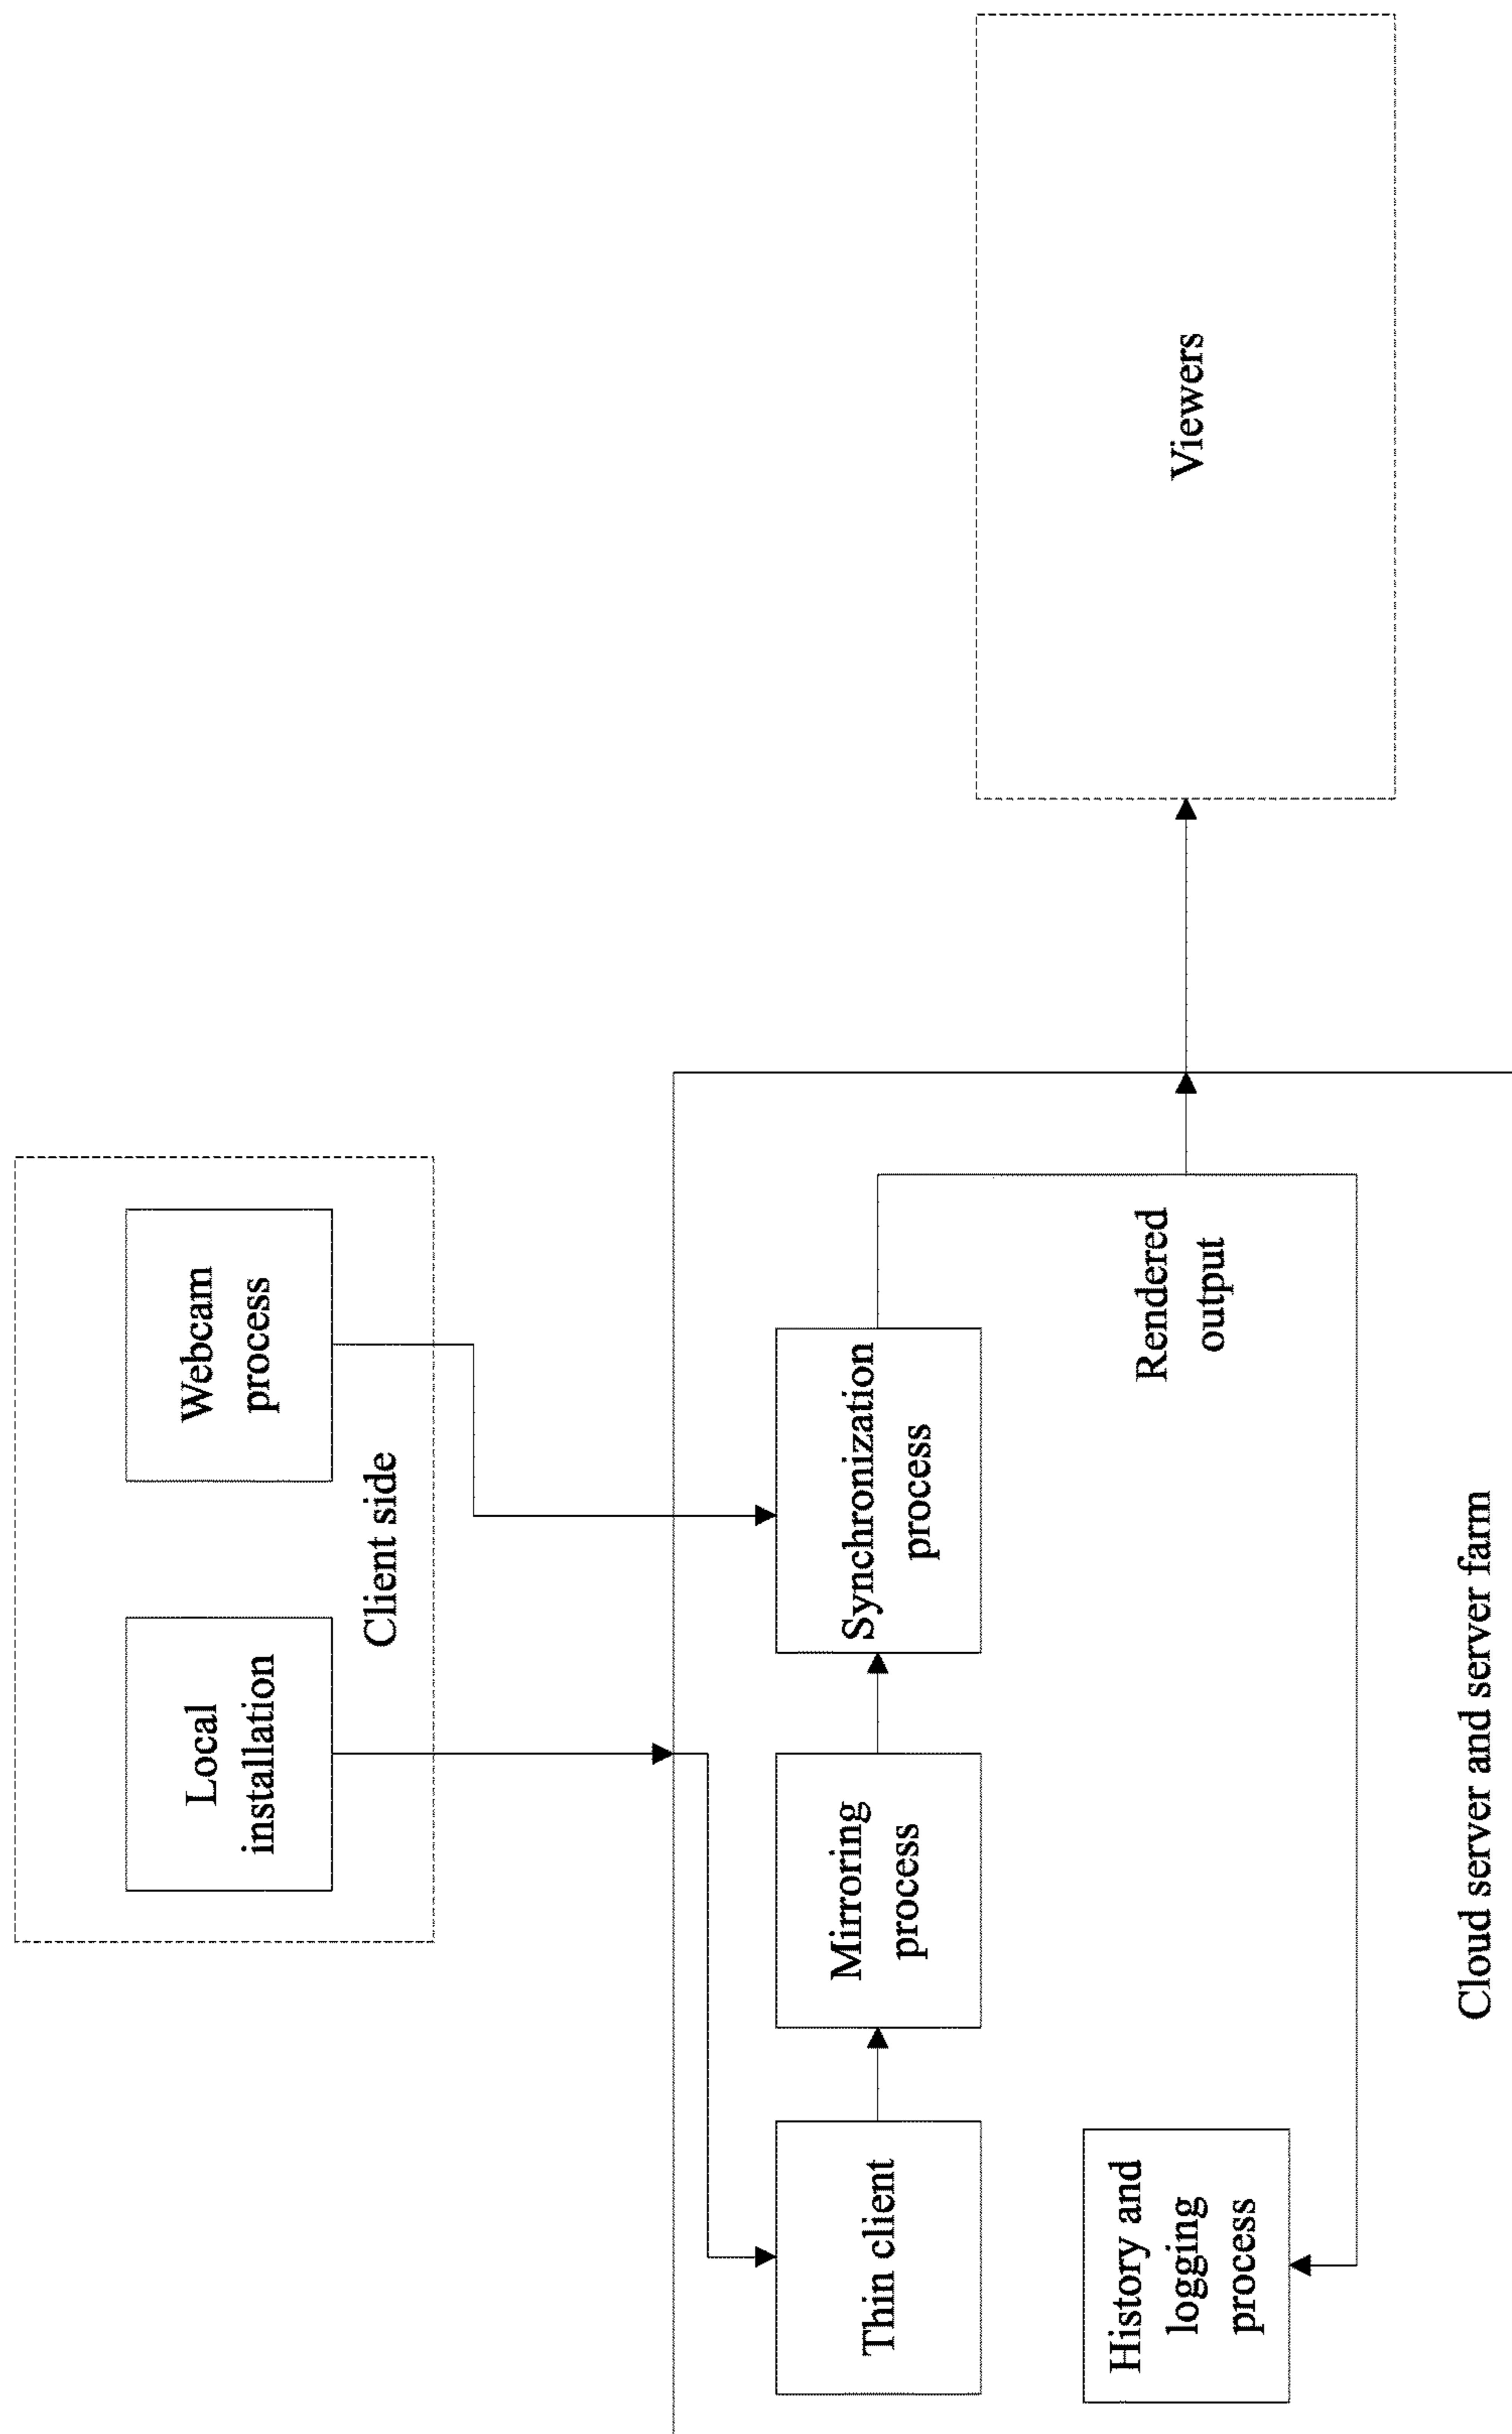 Local
installation
Webcam
process
Client side
Thin client
Mirroring
process
Synchronization
process
History and
logging
process
Rendered
output
Viewers
Cloud server and server farm